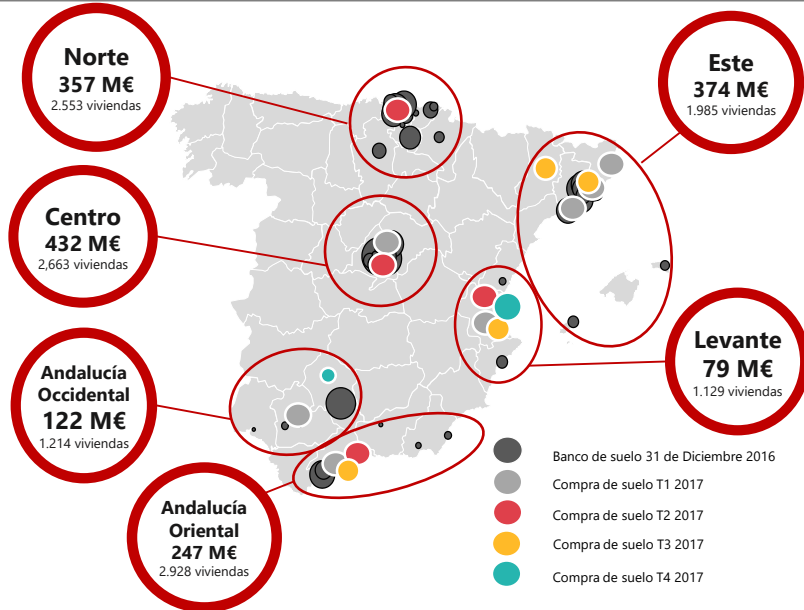 Norte
357 M€
2.553 viviendas
Este
374 M€
1.985 viviendas
Centro
432 M€
2,663 viviendas
Levante
79 M€
1.129 viviendas
Andalucía
Occidental
122 M€
1.214 viviendas
Andalucía
Oriental
247 M€
2.928 viviendas
Banco de suelo 31 de Diciembre 2016
Compra de suelo T1 2017
Compra de suelo T2 2017
Compra de suelo T3 2017
Compra de suelo T4 2017